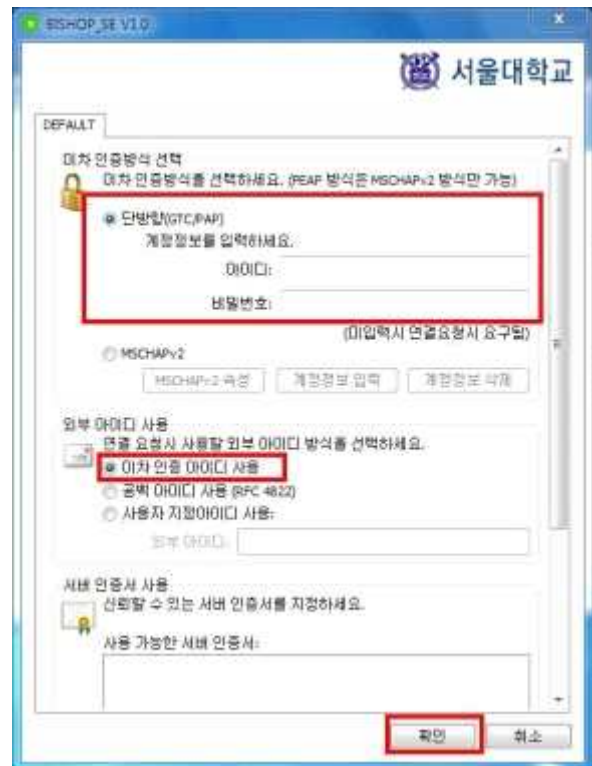 BISHOP_SE V1.0
서울대학교
DEFAULT
이차 인증방식 선택
이차 인증방식을 선택하세요. (PEAP 방식은 MSCHAPv2 방식만 가능)
단방향(GTC/PAP)
계정정보를 입력하세요.
아이디:
비밀번호:
(미입력시 연결요청시 요구됨)
MSCHAPv2
MSCHAPv2 속성 계정정보 입력 계정정보 삭제
외부 아이디 사용
연결 요청시 사용할 외부 아이디 방식을 선택하세요.
이차 인증 아이디 사용
공백 아이디 사용 (RFC 4822)
사용자 지정아이디 사용:
외부 아이디:
서버 인증서 사용
신뢰할 수 있는 서버 인증서를 지정하세요.
사용 가능한 서버 인증서:
확인 취소